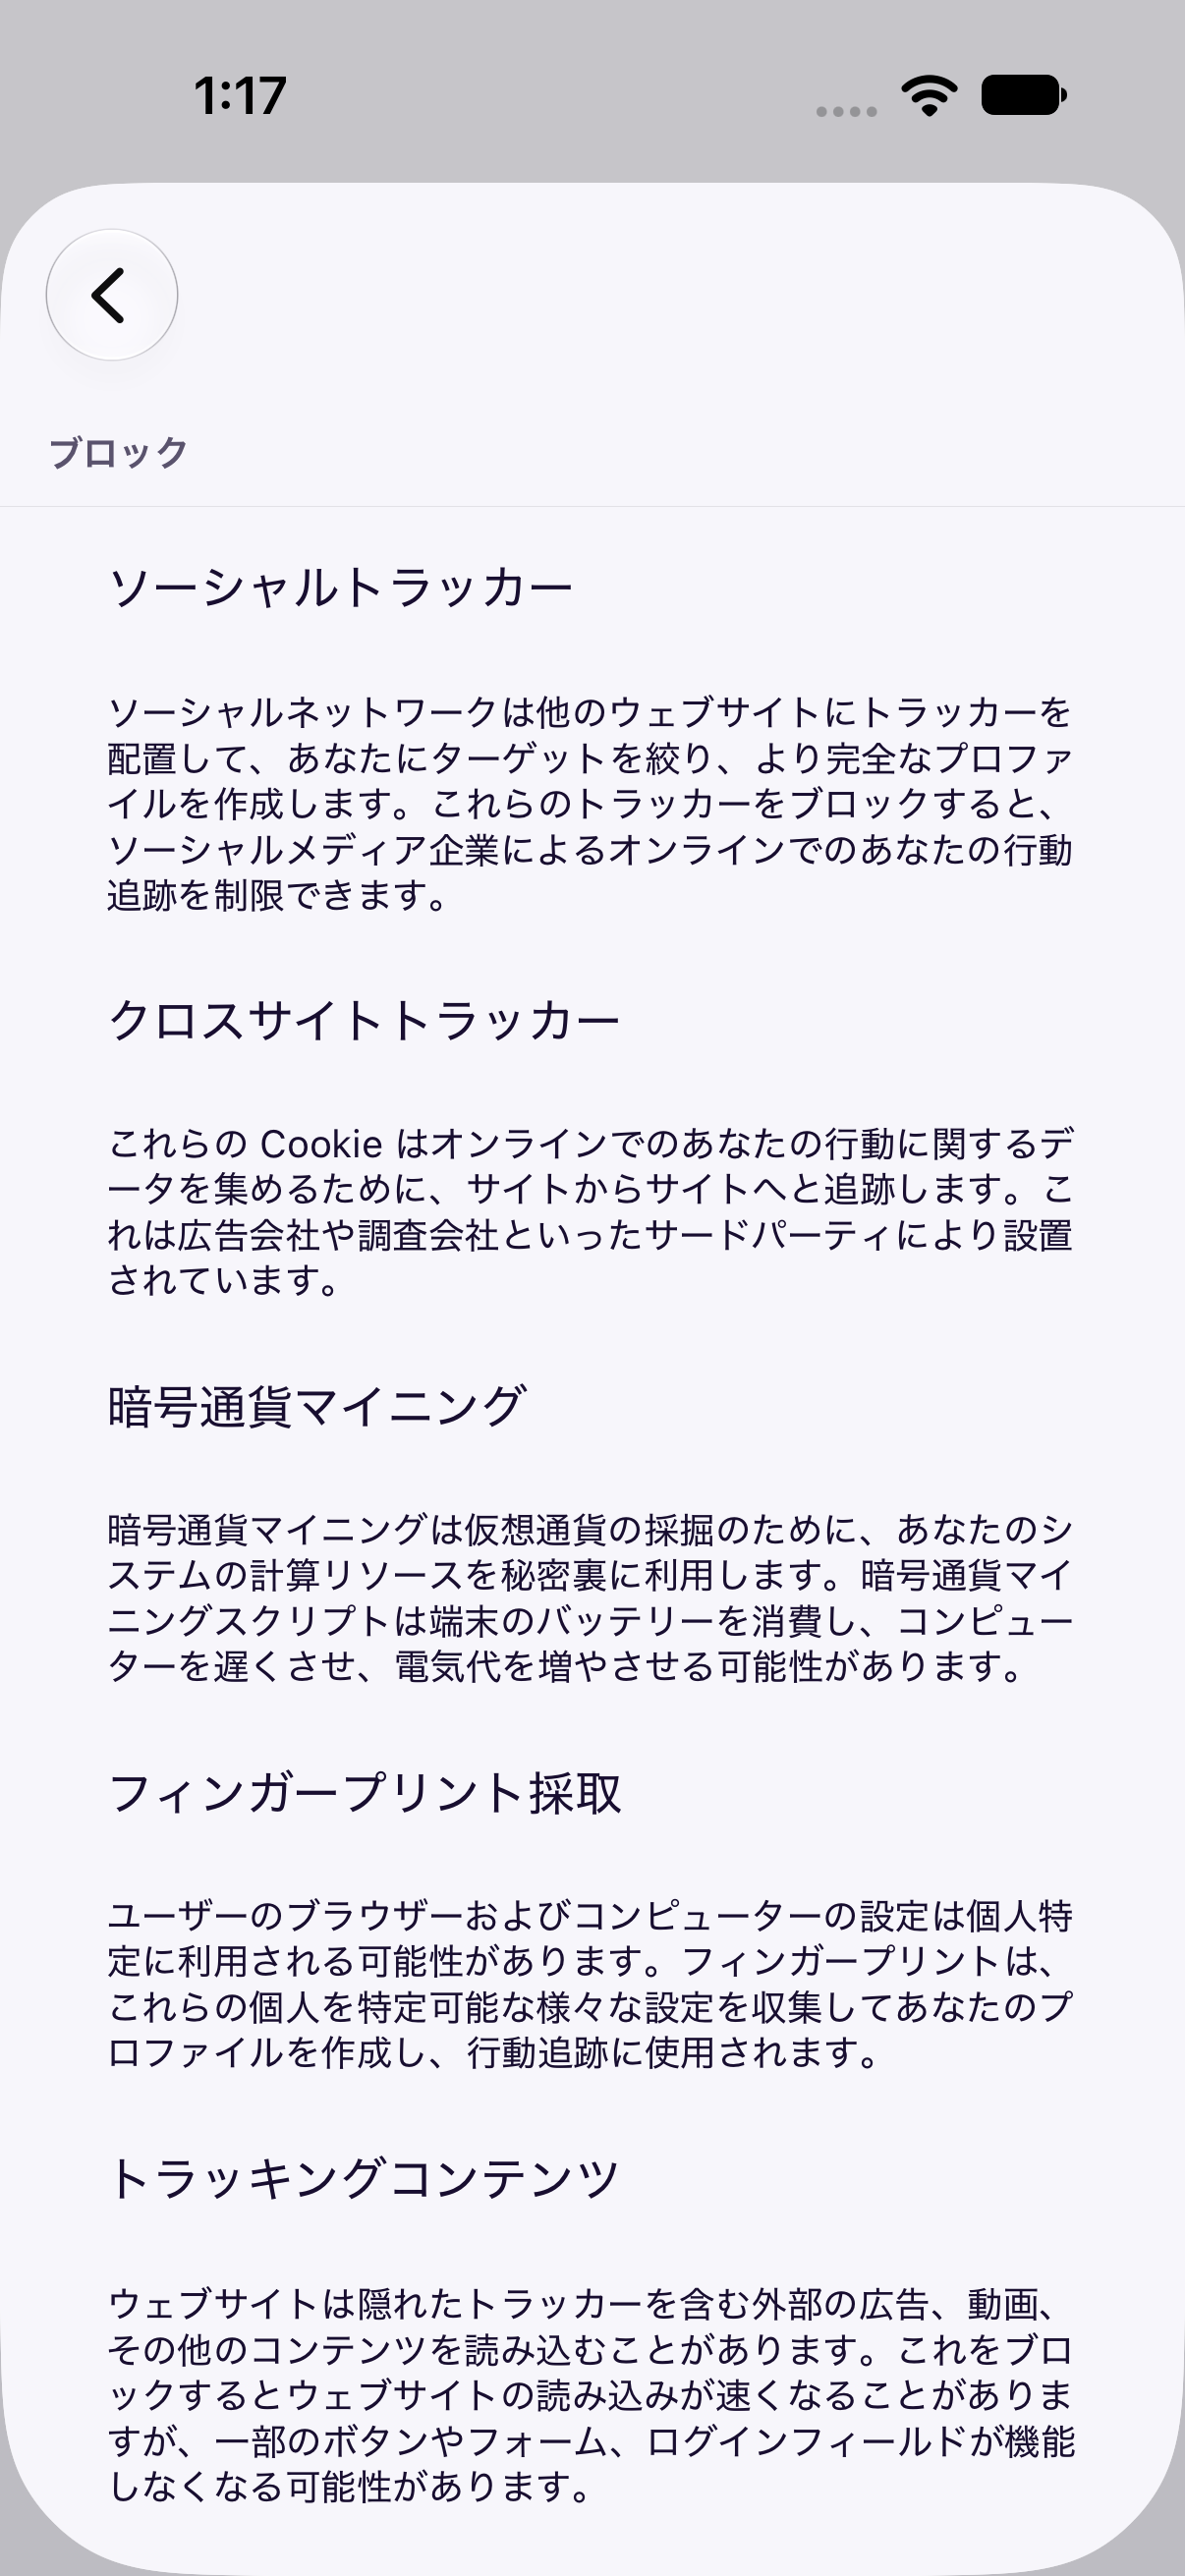 1:17
ブロック
ソーシャルトラッカー
ソーシャルネットワークは他のウェブサイトにトラッカーを
配置して、あなたにターゲットを絞り、より完全なプロファ
イルを作成します。これらのトラッカーをブロックすると、
ソーシャルメディア企業によるオンラインでのあなたの行動
追跡を制限できます。
クロスサイトトラッカー
これらの Cookie はオンラインでのあなたの行動に関するデ
ータを集めるために、サイトからサイトへと追跡します。こ
れは広告会社や調査会社といったサードパーティにより設置
されています。
暗号通貨マイニング
暗号通貨マイニングは仮想通貨の採掘のために、あなたのシ
ステムの計算リソースを秘密裏に利用します。暗号通貨マイ
ニングスクリプトは端末のバッテリーを消費し、コンピュー
ターを遅くさせ、電気代を増やさせる可能性があります。
フィンガープリント採取
ユーザーのブラウザーおよびコンピューターの設定は個人特
定に利用される可能性があります。フィンガープリントは、
これらの個人を特定可能な様々な設定を収集してあなたのプ
ロファイルを作成し、行動追跡に使用されます。
トラッキングコンテンツ
ウェブサイトは隠れたトラッカーを含む外部の広告、動画、
その他のコンテンツを読み込むことがあります。これをブロ
ックするとウェブサイトの読み込みが速くなることがありま
すが、一部のボタンやフォーム、ログインフィールドが機能
しなくなる可能性があります。